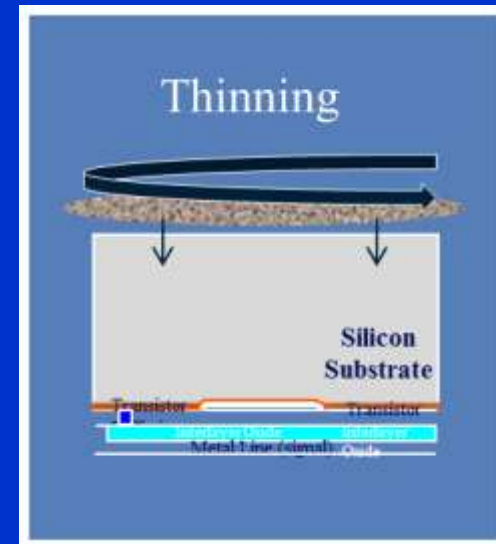 Thinning
Silicon
Substrate
Transistor Transistor
Interlayer Oxide Interlayer
Metal Line (signal) Oxide